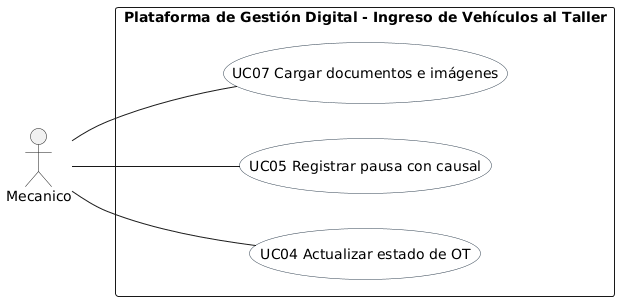 Plataforma de Gestión Digital - Ingreso de Vehículos al Taller
UC07 Cargar documentos e imágenes
UC05 Registrar pausa con causal
Mecanico
UC04 Actualizar estado de OT